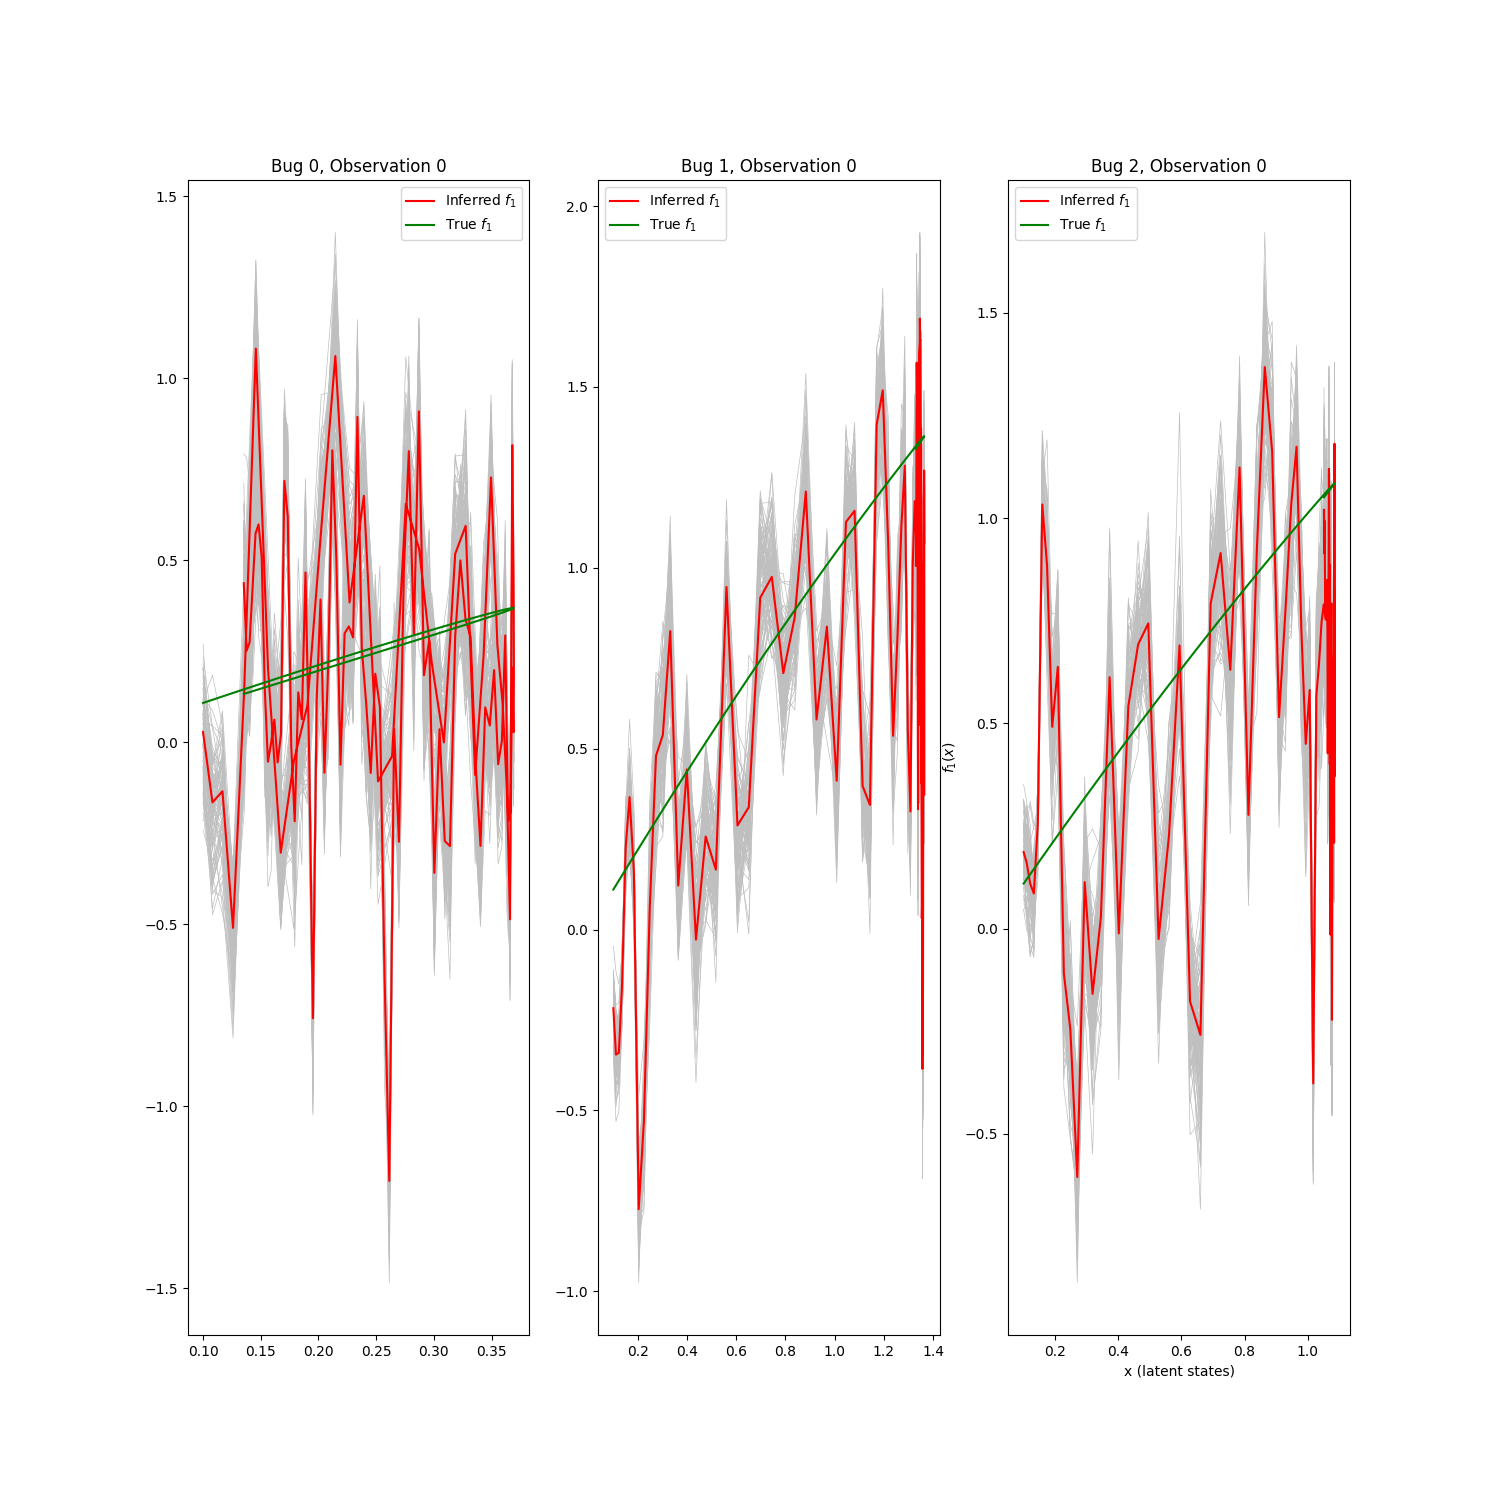 Bug 0, Observation 0
Inferred f₁
True f₁
1.5
1.0
0.5
0.0
−0.5
−1.0
−1.5
0.10 0.15 0.20 0.25 0.30 0.35
Bug 1, Observation 0
Inferred f₁
True f₁
2.0
1.5
1.0
0.5
0.0
−0.5
−1.0
0.2 0.4 0.6 0.8 1.0 1.2 1.4
Bug 2, Observation 0
Inferred f₁
True f₁
f₁(x)
1.5
1.0
0.5
0.0
−0.5
0.2 0.4 0.6 0.8 1.0
x (latent states)